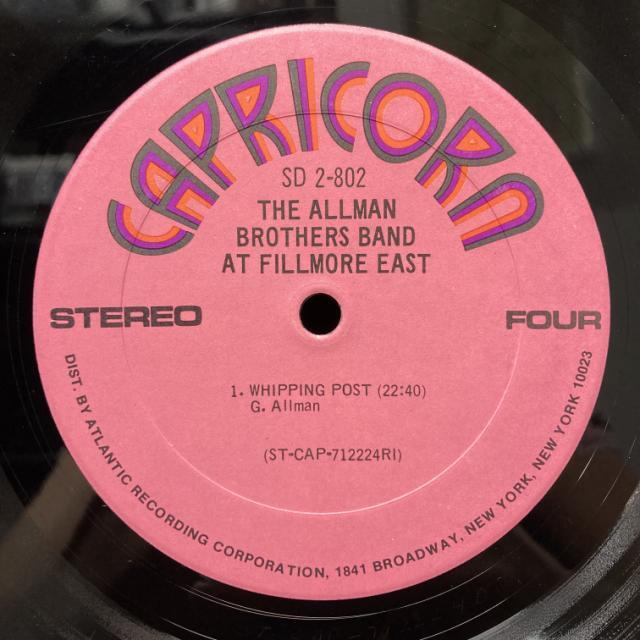 CAPRICORN
SD 2-802
THE ALLMAN
BROTHERS BAND
AT FILLMORE EAST
STEREO
FOUR
1. WHIPPING POST (22:40)
G. Allman
(ST-CAP-712224RI)
DIST. BY ATLANTIC RECORDING CORPORATION, 1841 BROADWAY, NEW YORK, NEW YORK 10023